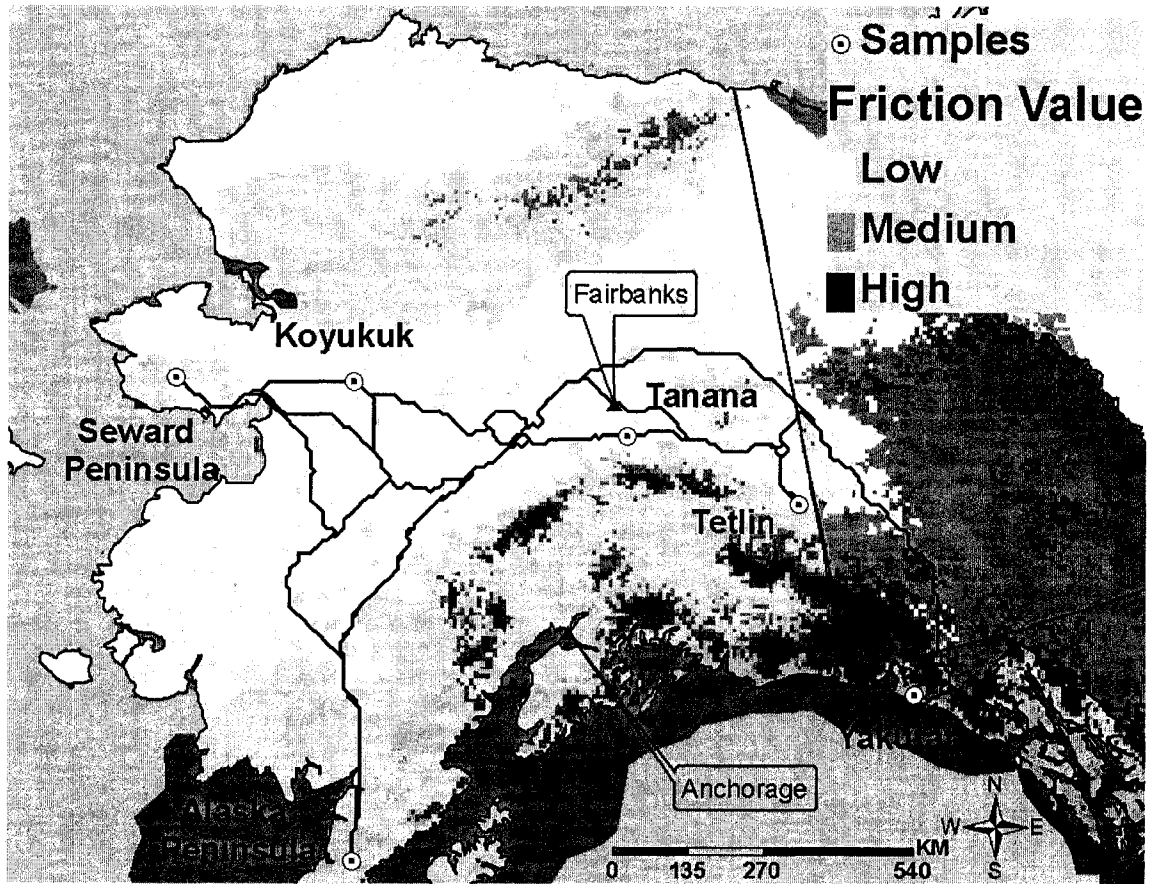 Samples
Friction Value
Low
Medium
High
Fairbanks
Koyukuk
Tanana
Seward
Peninsula
Tetlin
Yakutat
Anchorage
Alaska
Peninsula
N
W
E
S
KM
0 135 270 540